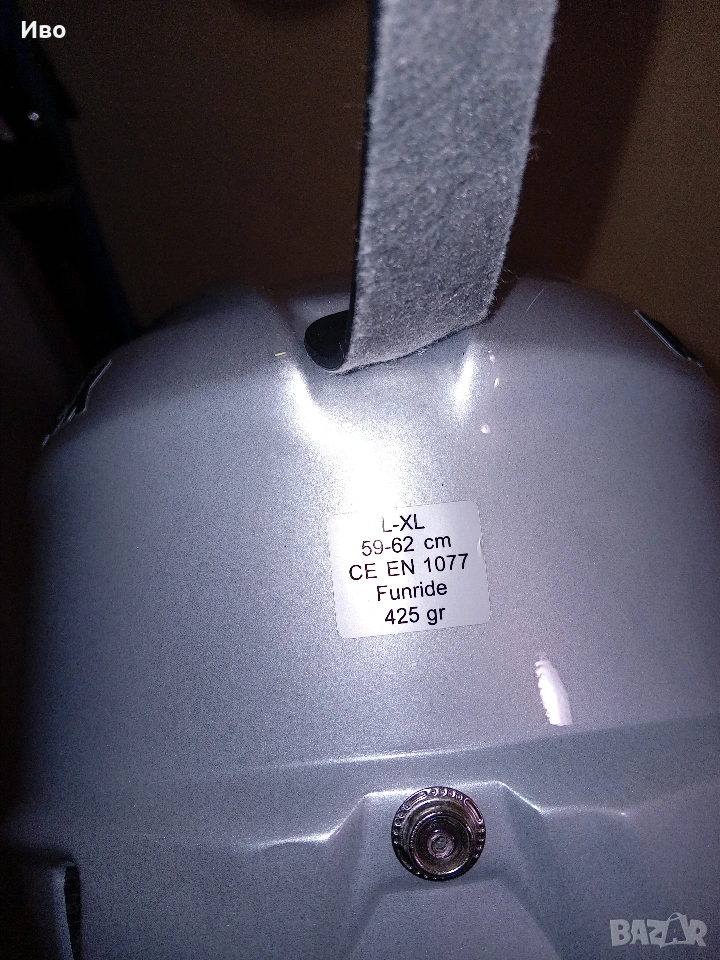 Иво
L-XL
59-62 cm
CE EN 1077
Funride
425 gr
BAZAR